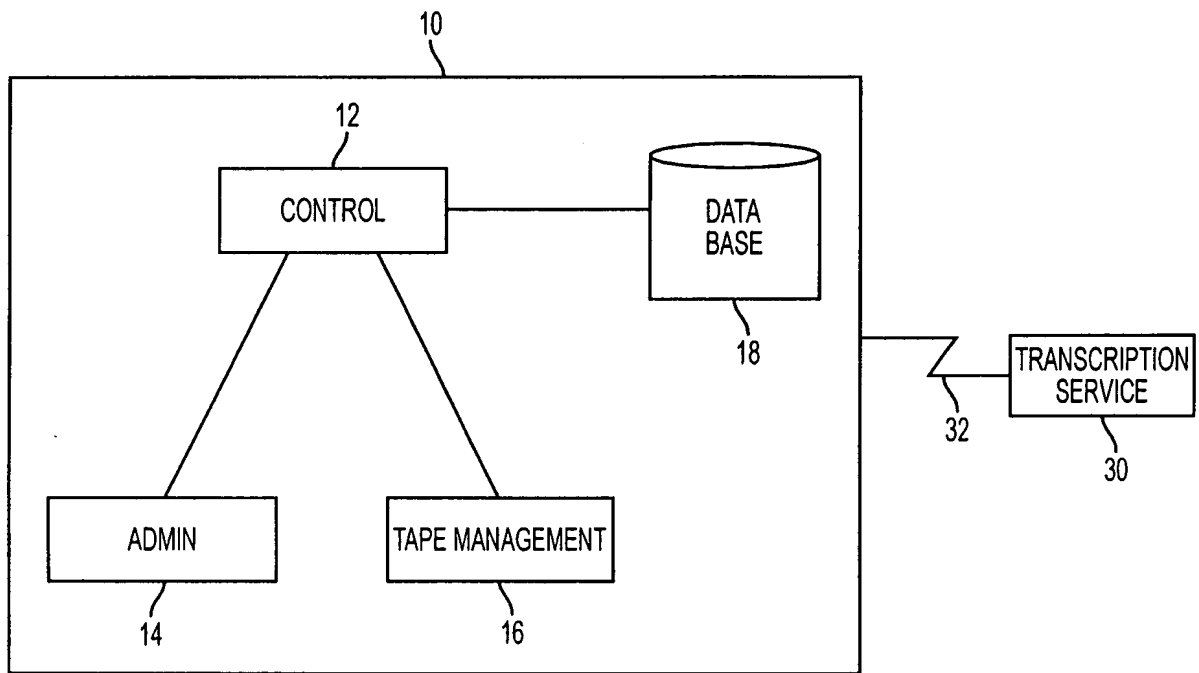 10
12
CONTROL
DATA
BASE
18
TRANSCRIPTION
SERVICE
32
30
ADMIN
TAPE MANAGEMENT
14
16